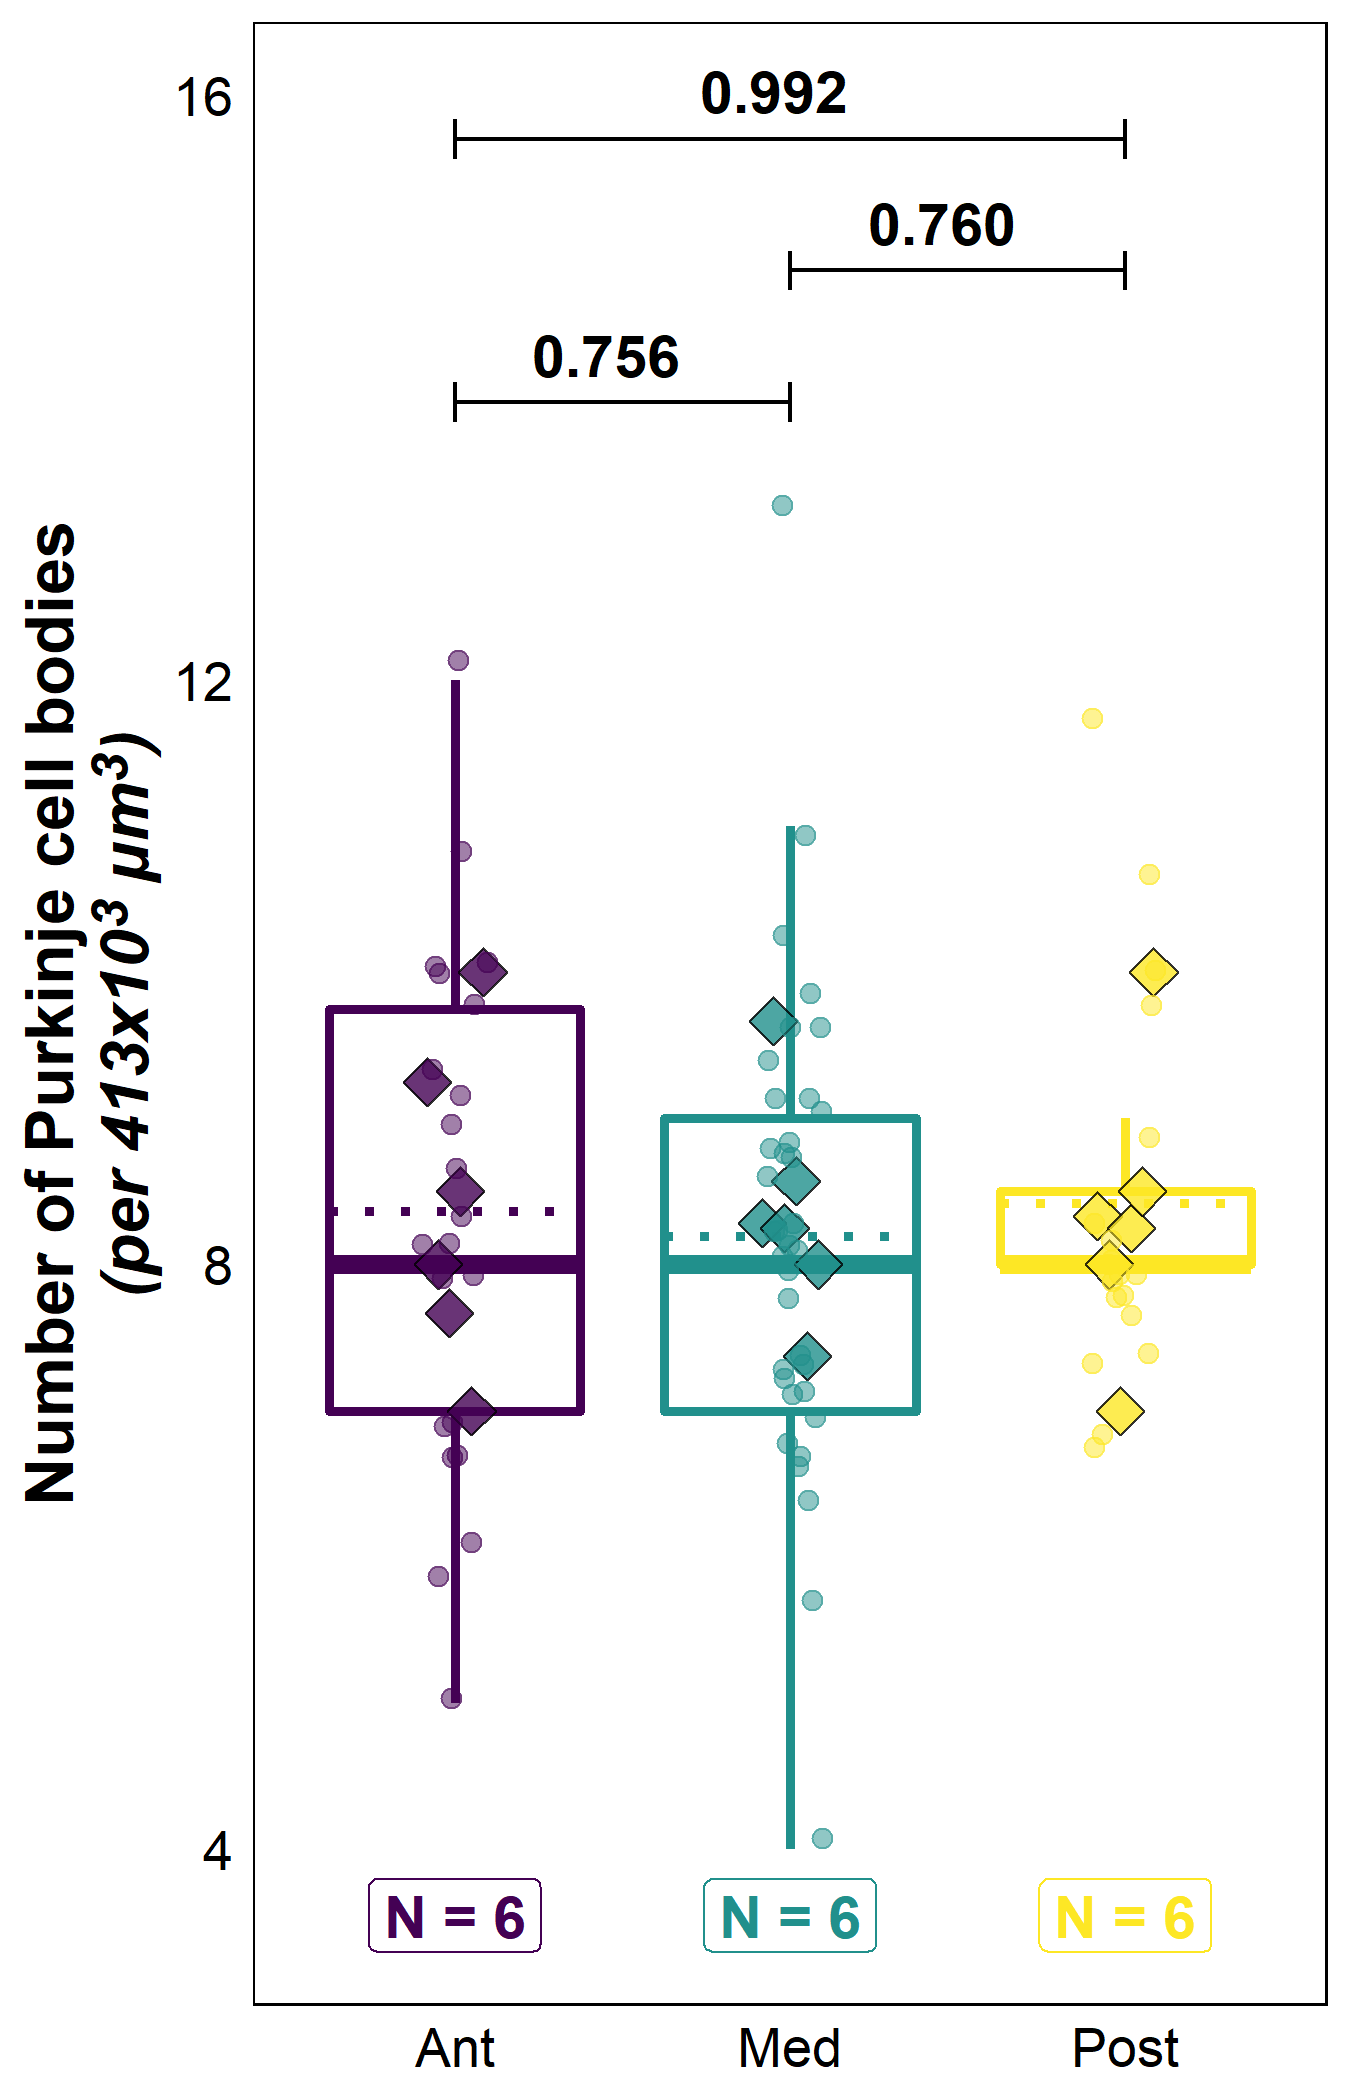 Number of Purkinje cell bodies
(per 413x10³ µm³)
16
12
8
4
0.992
0.760
0.756
N = 6
N = 6
N = 6
Ant
Med
Post